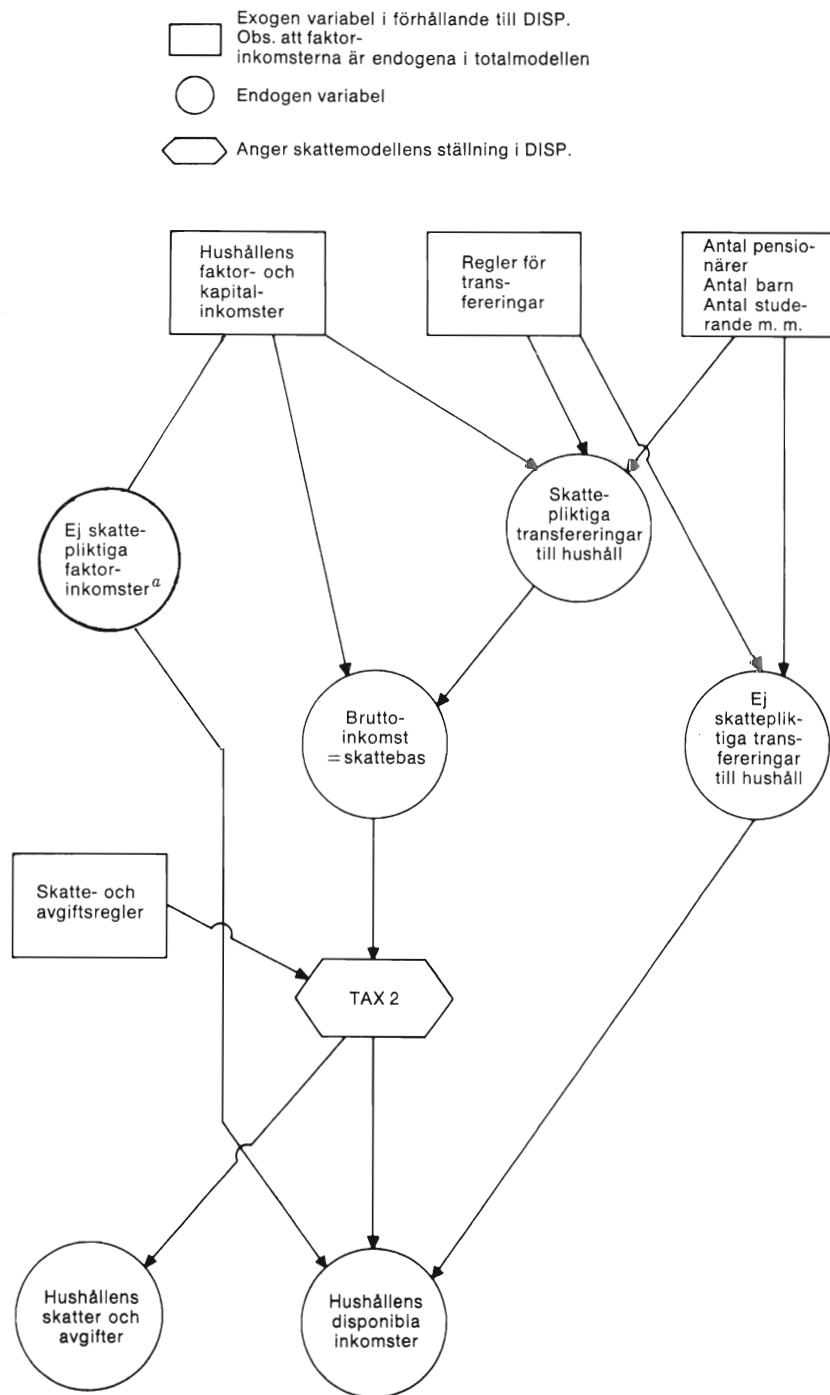 Exogen variabel i förhållande till DISP.
Obs. att faktor-
inkomsterna är endogena i totalmodellen
Endogen variabel
Anger skattemodellens ställning i DISP.
Hushållens
faktor- och
kapital-
inkomster
Regler för
trans-
fereringar
Antal pensio-
närer
Antal barn
Antal stude-
rande m. m.
Ej skatte-
pliktiga
faktor-
inkomster a
Skatte-
pliktiga
transfereringar
till hushåll
Brutto-
inkomst
= skattebas
Ej
skatteplik-
tiga trans-
fereringar
till hushåll
Skatte- och
avgiftsregler
TAX 2
Hushållens
skatter och
avgifter
Hushållens
disponibla
inkomster